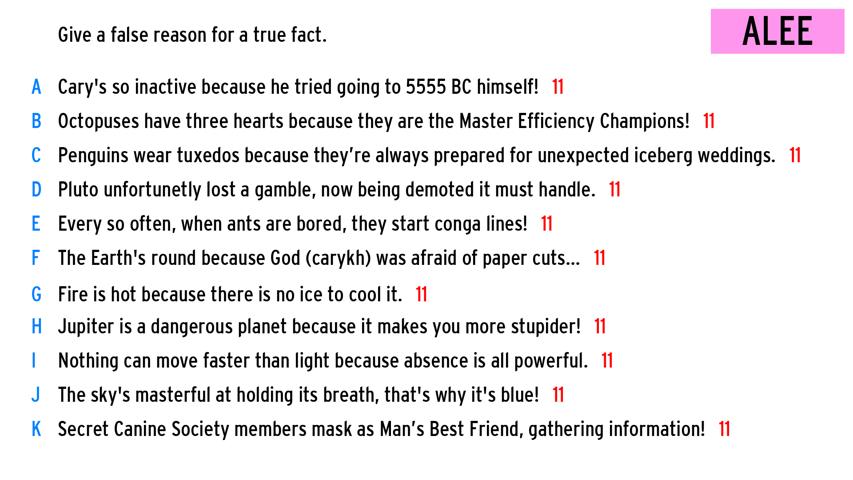 Give a false reason for a true fact.
ALEE
A Cary's so inactive because he tried going to 5555 BC himself! 11
B Octopuses have three hearts because they are the Master Efficiency Champions! 11
C Penguins wear tuxedos because they’re always prepared for unexpected iceberg weddings. 11
D Pluto unfortunetly lost a gamble, now being demoted it must handle. 11
E Every so often, when ants are bored, they start conga lines! 11
F The Earth's round because God (carykh) was afraid of paper cuts... 11
G Fire is hot because there is no ice to cool it. 11
H Jupiter is a dangerous planet because it makes you more stupider! 11
I Nothing can move faster than light because absence is all powerful. 11
J The sky's masterful at holding its breath, that's why it's blue! 11
K Secret Canine Society members mask as Man’s Best Friend, gathering information! 11